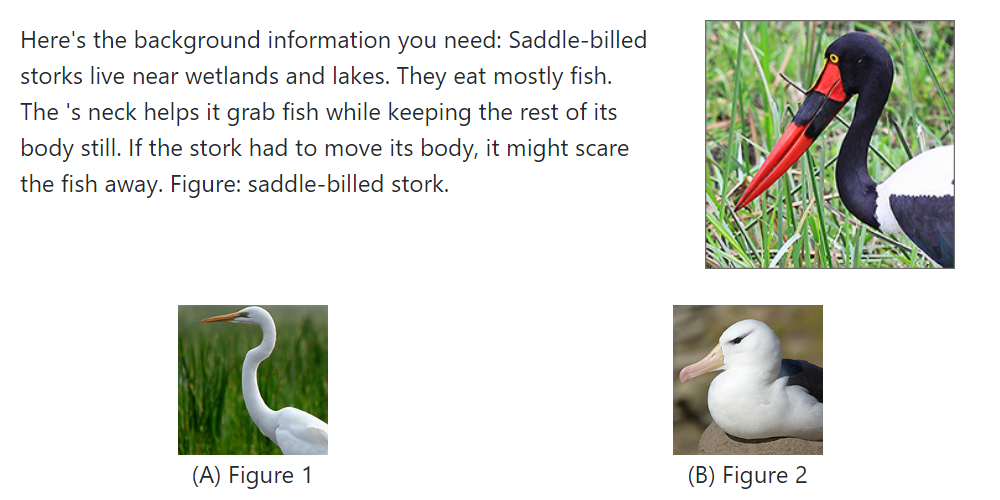 Here's the background information you need: Saddle-billed
storks live near wetlands and lakes. They eat mostly fish.
The 's neck helps it grab fish while keeping the rest of its
body still. If the stork had to move its body, it might scare
the fish away. Figure: saddle-billed stork.
(A) Figure 1
(B) Figure 2